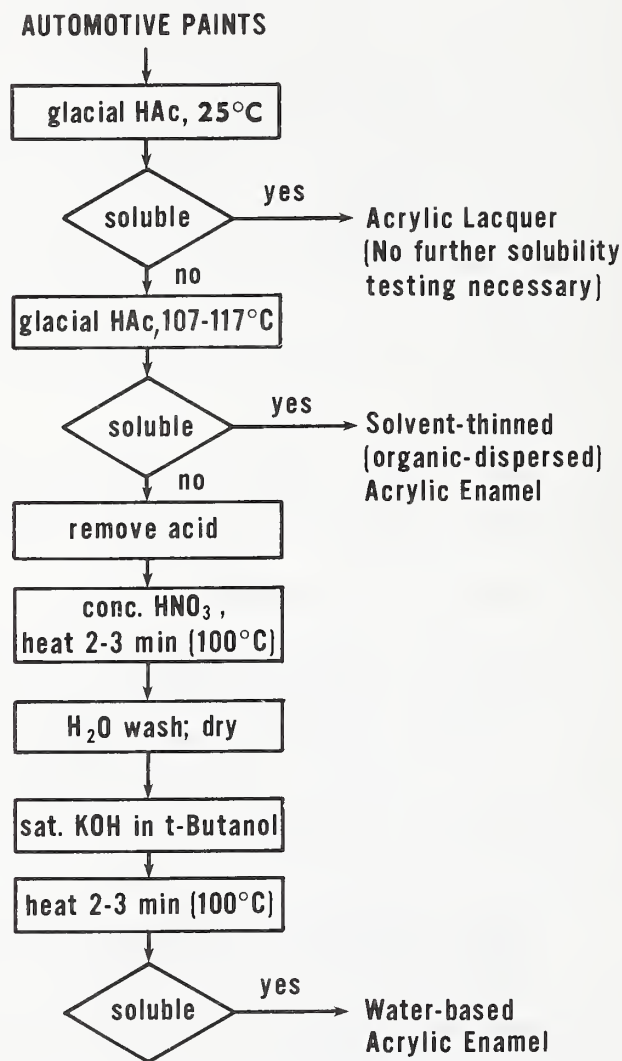 AUTOMOTIVE PAINTS
glacial HAc, 25°C
soluble
yes
Acrylic Lacquer
(No further solubility
testing necessary)
no
glacial HAc, 107-117°C
soluble
yes
Solvent-thinned
(organic-dispersed)
Acrylic Enamel
no
remove acid
conc. HNO₃ ,
heat 2-3 min (100°C)
H₂O wash; dry
sat. KOH in t-Butanol
heat 2-3 min (100°C)
soluble
yes
Water-based
Acrylic Enamel